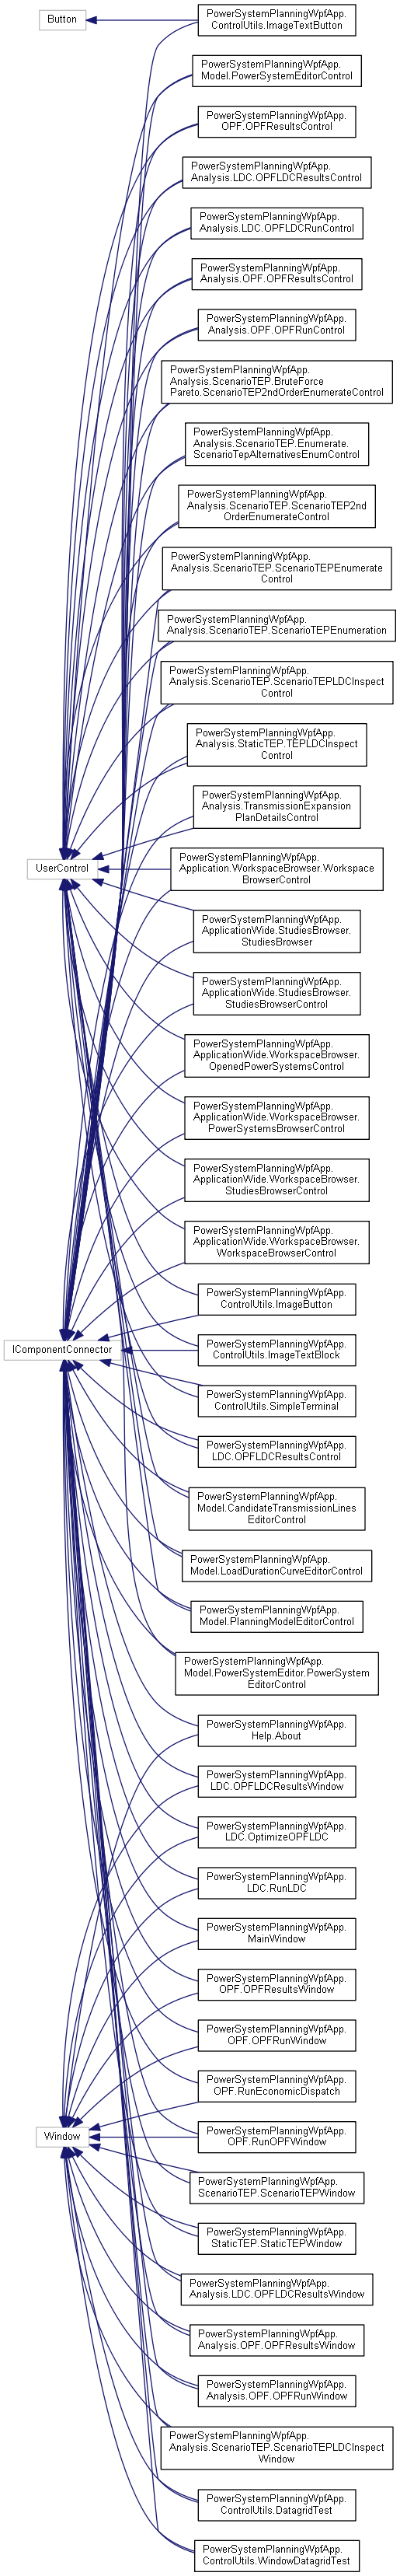 Button
PowerSystemPlanningWpfApp.
ControlUtils.ImageTextButton
PowerSystemPlanningWpfApp.
Model.PowerSystemEditorControl
PowerSystemPlanningWpfApp.
OPF.OPFResultsControl
PowerSystemPlanningWpfApp.
Analysis.LDC.OPFLDCResultsControl
PowerSystemPlanningWpfApp.
Analysis.LDC.OPFLDCRunControl
PowerSystemPlanningWpfApp.
Analysis.OPF.OPFResultsControl
PowerSystemPlanningWpfApp.
Analysis.OPF.OPFRunControl
PowerSystemPlanningWpfApp.
Analysis.ScenarioTEP.BruteForce
Pareto.ScenarioTEP2ndOrderEnumerateControl
PowerSystemPlanningWpfApp.
Analysis.ScenarioTEP.Enumerate.
ScenarioTepAlternativesEnumControl
PowerSystemPlanningWpfApp.
Analysis.ScenarioTEP.ScenarioTEP2nd
OrderEnumerateControl
PowerSystemPlanningWpfApp.
Analysis.ScenarioTEP.ScenarioTEPEnumerate
Control
PowerSystemPlanningWpfApp.
Analysis.ScenarioTEP.ScenarioTEPEnumeration
PowerSystemPlanningWpfApp.
Analysis.ScenarioTEP.ScenarioTEPLDCInspect
Control
PowerSystemPlanningWpfApp.
Analysis.StaticTEP.TEPLDCInspect
Control
PowerSystemPlanningWpfApp.
Analysis.TransmissionExpansion
PlanDetailsControl
UserControl
PowerSystemPlanningWpfApp.
Application.WorkspaceBrowser.Workspace
BrowserControl
PowerSystemPlanningWpfApp.
ApplicationWide.StudiesBrowser.
StudiesBrowser
PowerSystemPlanningWpfApp.
ApplicationWide.StudiesBrowser.
StudiesBrowserControl
PowerSystemPlanningWpfApp.
ApplicationWide.WorkspaceBrowser.
OpenedPowerSystemsControl
PowerSystemPlanningWpfApp.
ApplicationWide.WorkspaceBrowser.
PowerSystemsBrowserControl
PowerSystemPlanningWpfApp.
ApplicationWide.WorkspaceBrowser.
StudiesBrowserControl
PowerSystemPlanningWpfApp.
ApplicationWide.WorkspaceBrowser.
WorkspaceBrowserControl
PowerSystemPlanningWpfApp.
ControlUtils.ImageButton
IComponentConnector
PowerSystemPlanningWpfApp.
ControlUtils.ImageTextBlock
PowerSystemPlanningWpfApp.
ControlUtils.SimpleTerminal
PowerSystemPlanningWpfApp.
LDC.OPFLDCResultsControl
PowerSystemPlanningWpfApp.
Model.CandidateTransmissionLines
EditorControl
PowerSystemPlanningWpfApp.
Model.LoadDurationCurveEditorControl
PowerSystemPlanningWpfApp.
Model.PlanningModelEditorControl
PowerSystemPlanningWpfApp.
Model.PowerSystemEditor.PowerSystem
EditorControl
PowerSystemPlanningWpfApp.
Help.About
PowerSystemPlanningWpfApp.
LDC.OPFLDCResultsWindow
PowerSystemPlanningWpfApp.
LDC.OptimizeOPFLDC
PowerSystemPlanningWpfApp.
LDC.RunLDC
PowerSystemPlanningWpfApp.
MainWindow
PowerSystemPlanningWpfApp.
OPF.OPFResultsWindow
PowerSystemPlanningWpfApp.
OPF.OPFRunWindow
PowerSystemPlanningWpfApp.
OPF.RunEconomicDispatch
Window
PowerSystemPlanningWpfApp.
OPF.RunOPFWindow
PowerSystemPlanningWpfApp.
ScenarioTEP.ScenarioTEPWindow
PowerSystemPlanningWpfApp.
StaticTEP.StaticTEPWindow
PowerSystemPlanningWpfApp.
Analysis.LDC.OPFLDCResultsWindow
PowerSystemPlanningWpfApp.
Analysis.OPF.OPFResultsWindow
PowerSystemPlanningWpfApp.
Analysis.OPF.OPFRunWindow
PowerSystemPlanningWpfApp.
Analysis.ScenarioTEP.ScenarioTEPLDCInspect
Window
PowerSystemPlanningWpfApp.
ControlUtils.DatagridTest
PowerSystemPlanningWpfApp.
ControlUtils.WindowDatagridTest